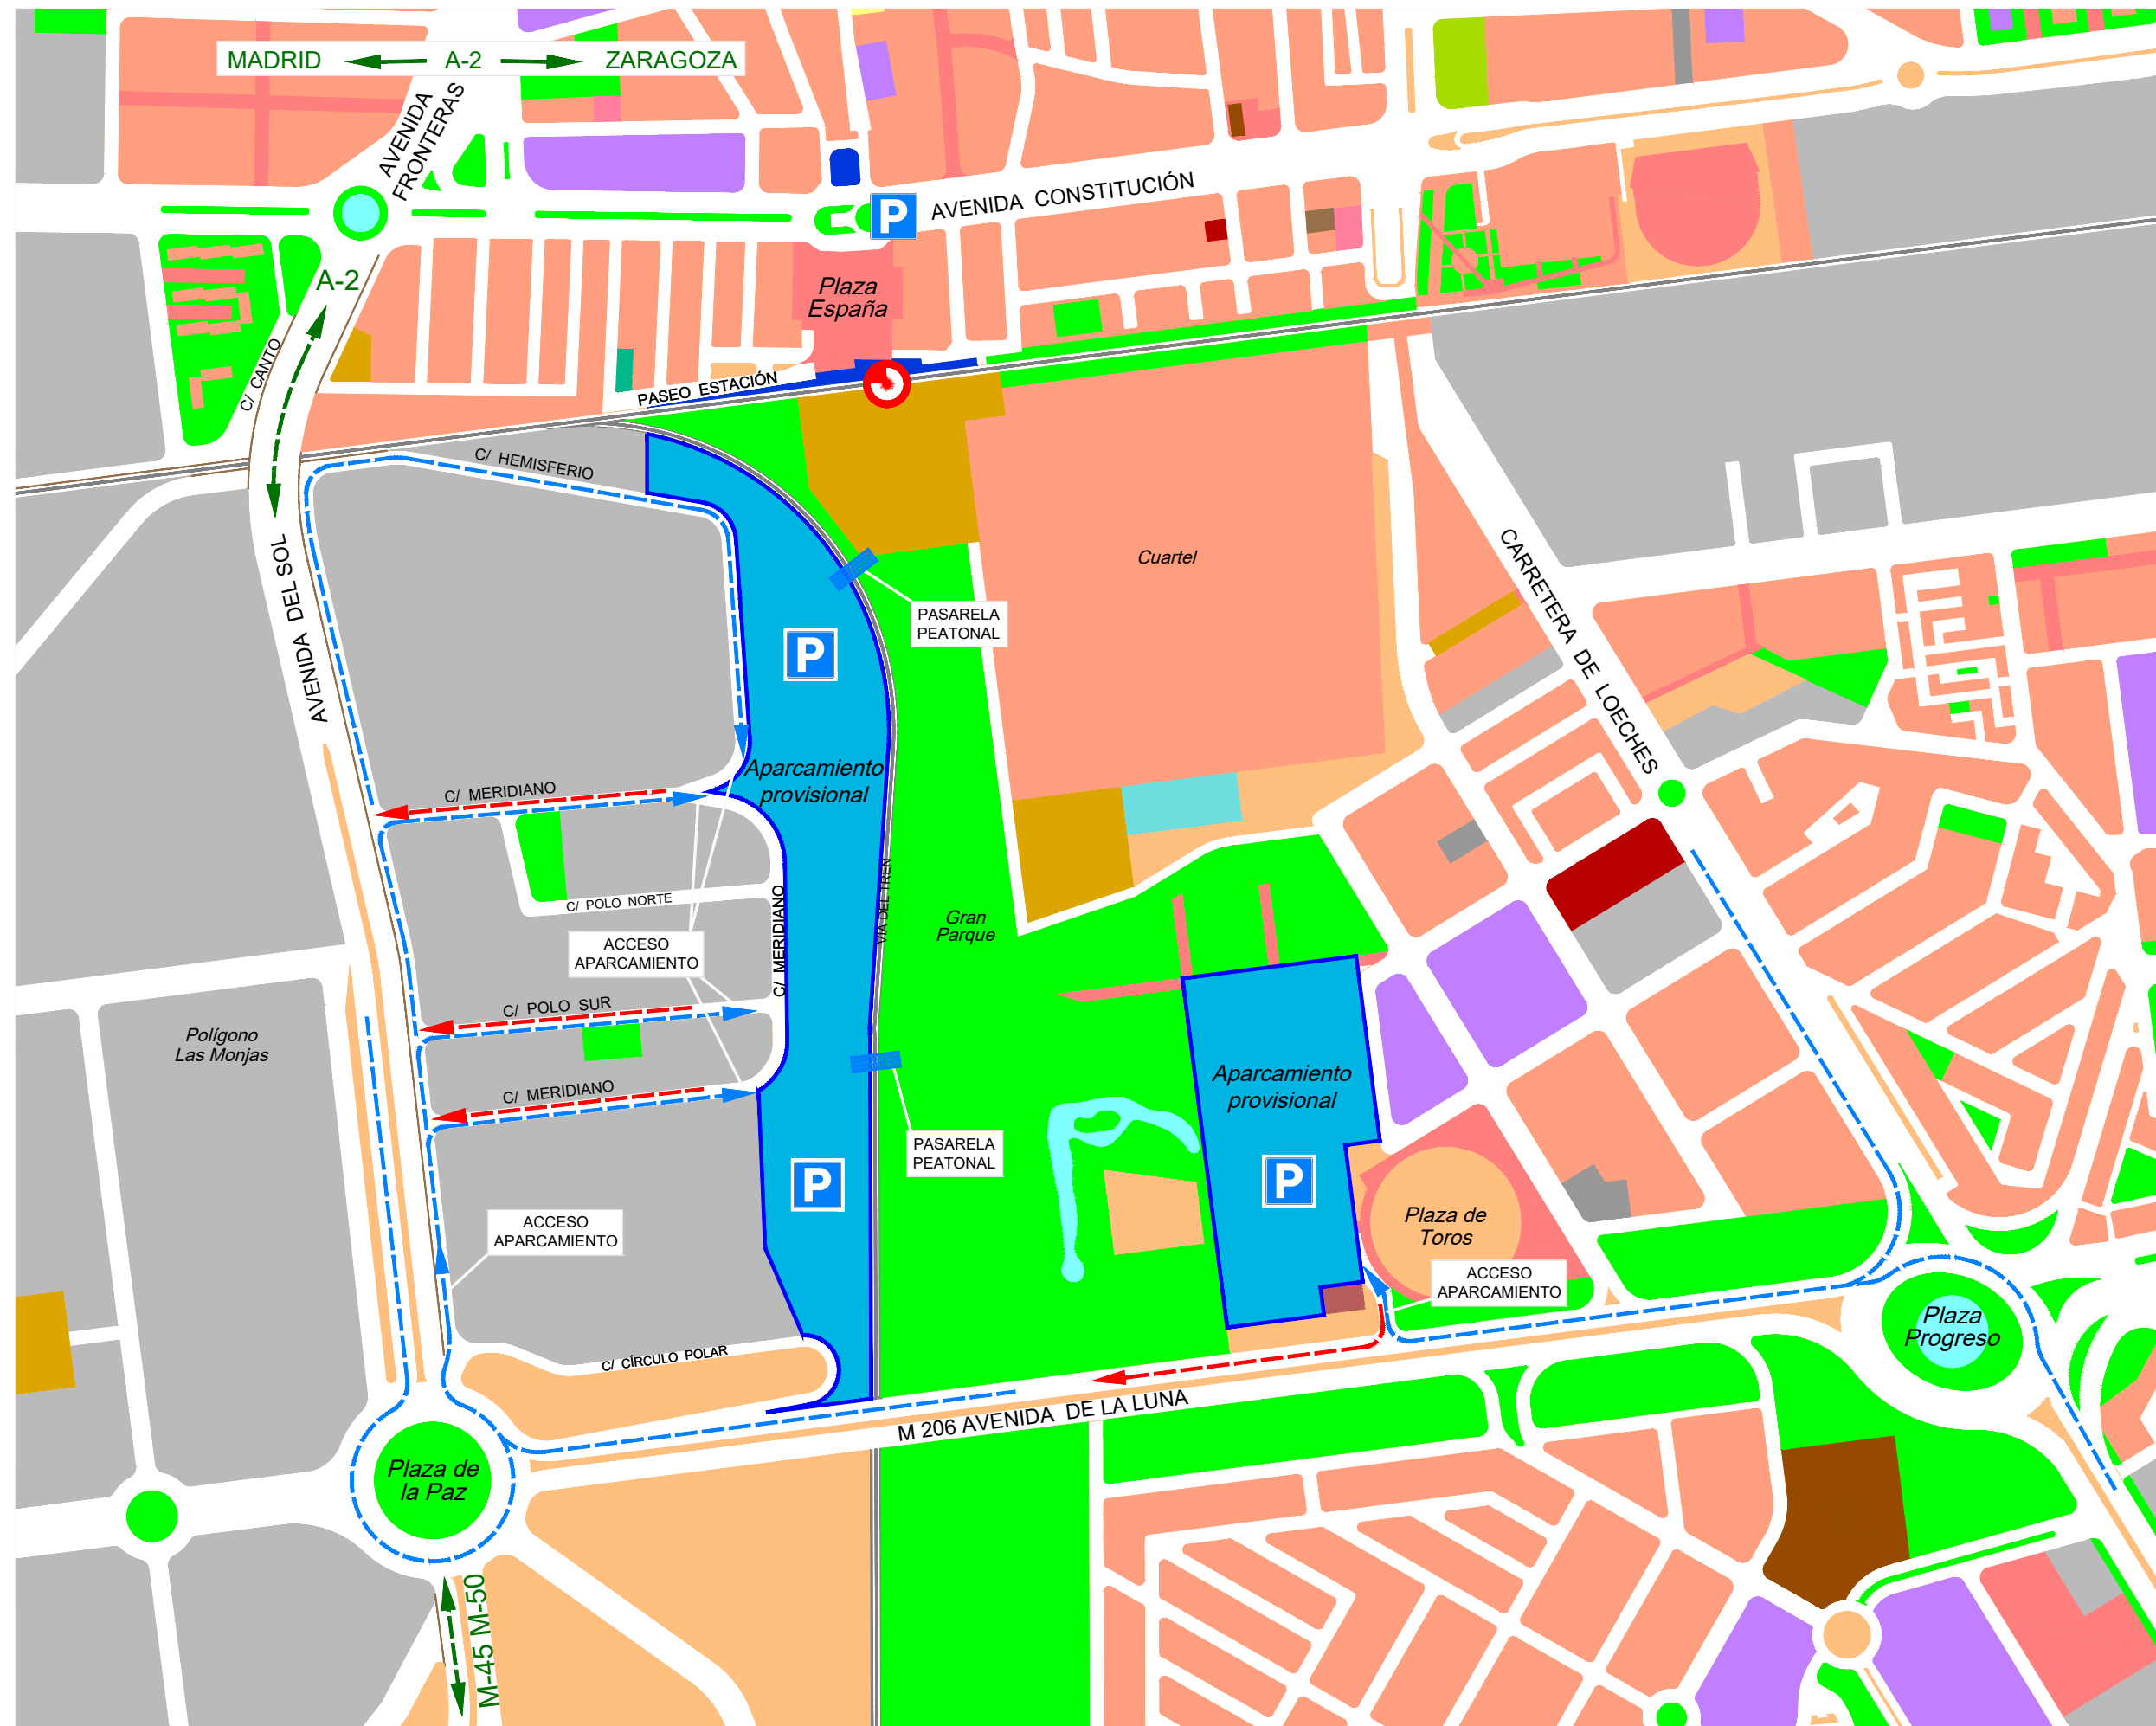 MADRID A-2 ZARAGOZA
AVENIDA
FRONTERAS
P
AVENIDA CONSTITUCIÓN
A-2
Plaza
España
C/ CANTO
PASEO ESTACIÓN
C/ HEMISFERIO
AVENIDA DEL SOL
Cuartel
CARRETERA DE LOECHES
PASARELA
PEATONAL
P
Aparcamiento
provisional
C/ MERIDIANO
C/ POLO NORTE
VIA DEL TREN
C/ MERIDIANO
Gran
Parque
ACCESO
APARCAMIENTO
C/ POLO SUR
Polígono
Las Monjas
C/ MERIDIANO
Aparcamiento
provisional
PASARELA
PEATONAL
P
P
Plaza de
Toros
ACCESO
APARCAMIENTO
ACCESO
APARCAMIENTO
Plaza
Progreso
C/ CÍRCULO POLAR
M 206 AVENIDA DE LA LUNA
Plaza de
la Paz
M-45 M-50